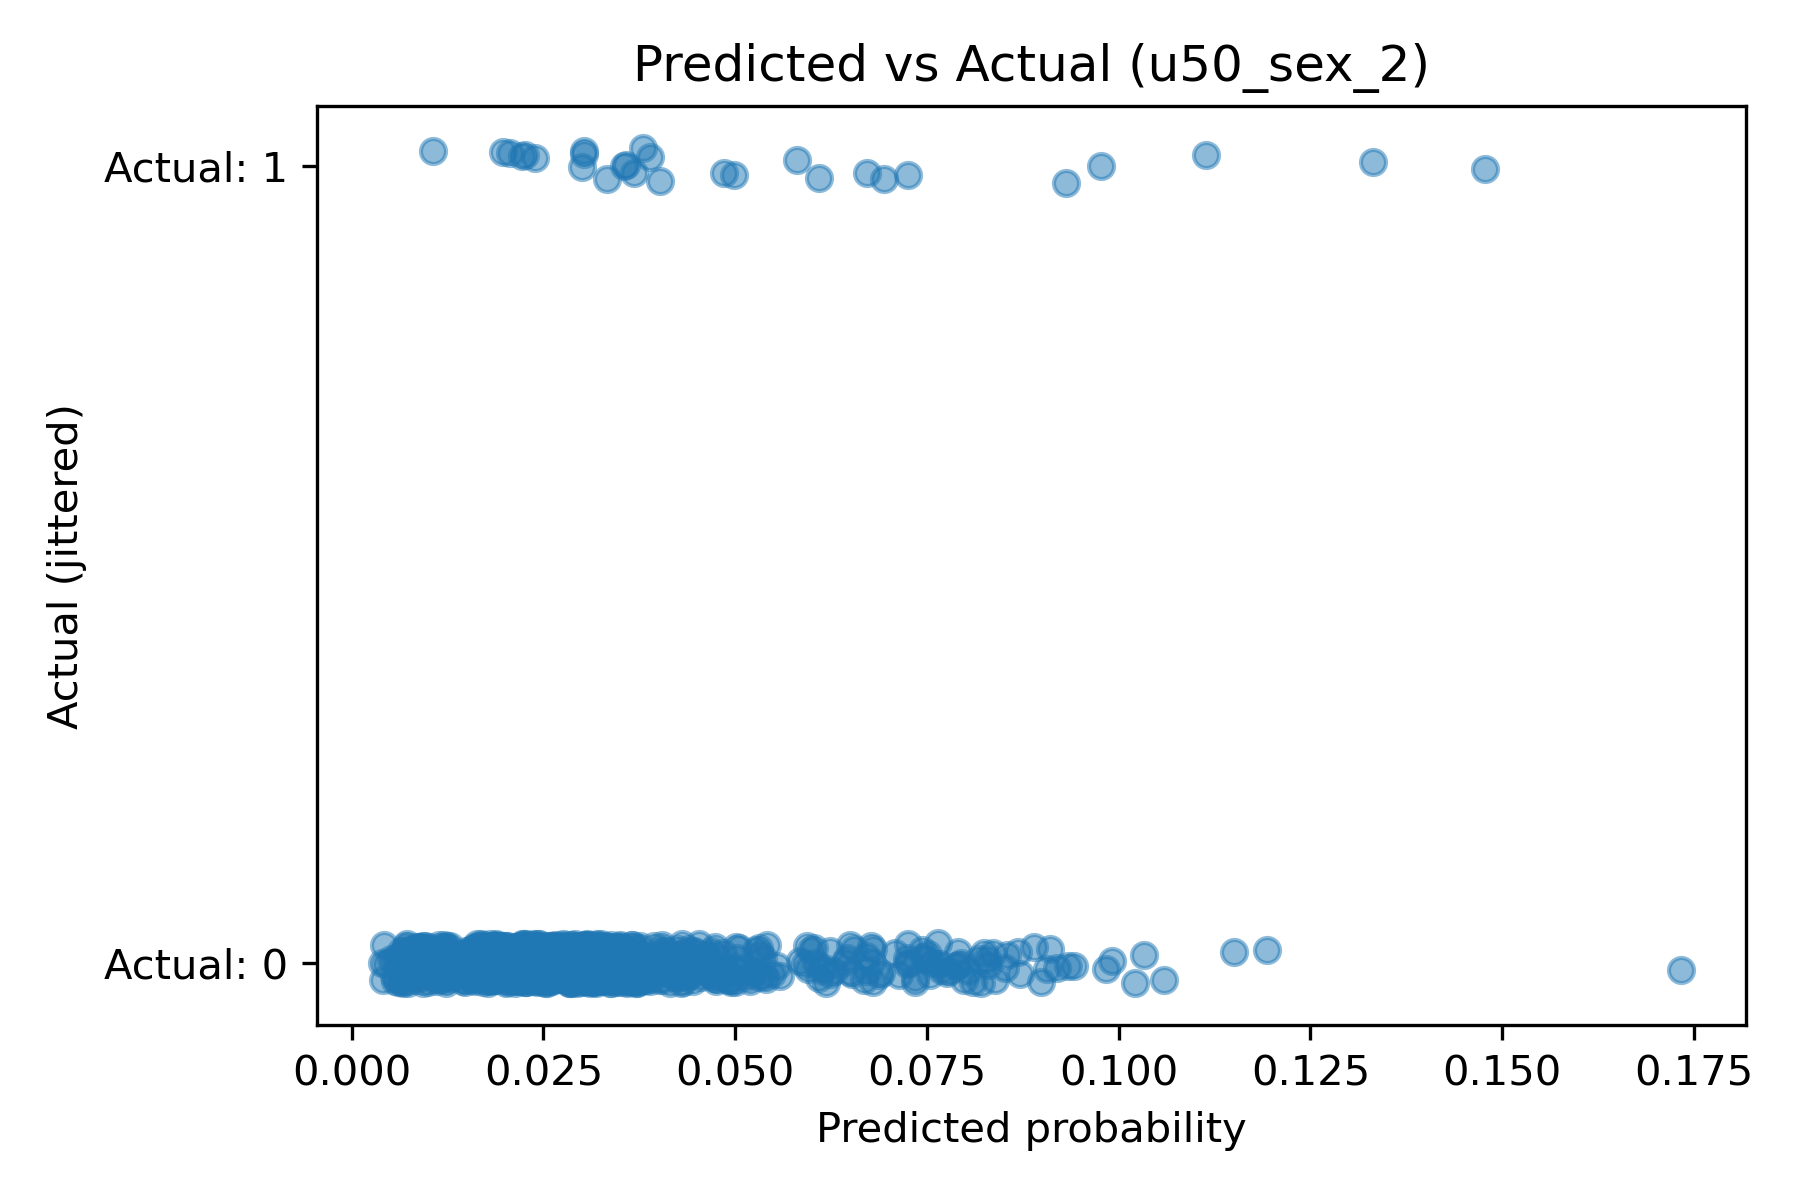 Predicted vs Actual (u50_sex_2)
Actual: 1
Actual (jittered)
Actual: 0
0.000 0.025 0.050 0.075 0.100 0.125 0.150 0.175
Predicted probability